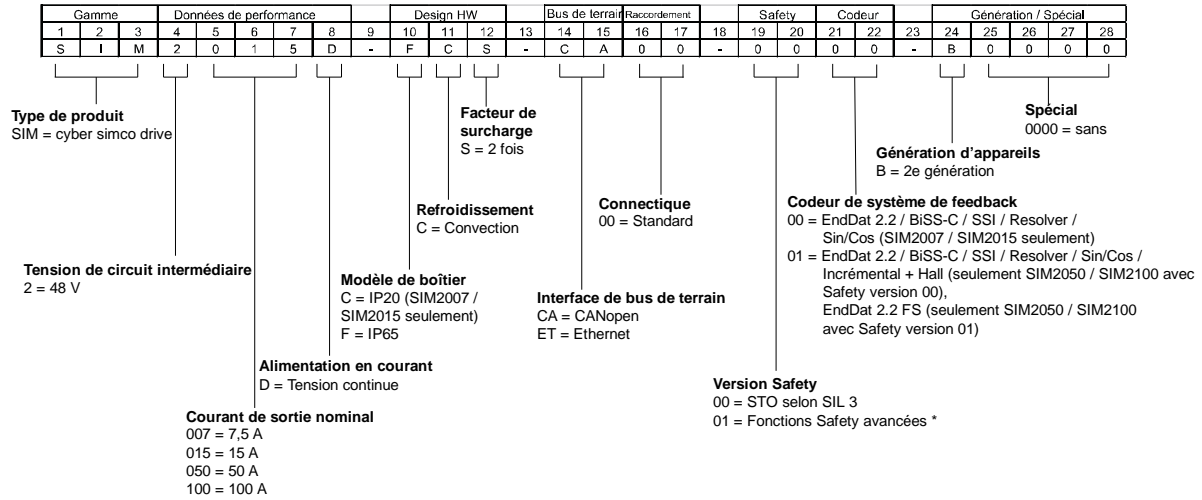 Gamme Données de performance Design HW Bus de terrain Raccordement Safety Codeur Génération / Spécial
1 2 3 4 5 6 7 8 9 10 11 12 13 14 15 16 17 18 19 20 21 22 23 24 25 26 27 28
S I M 2 0 1 5 D - F C S - C A 0 0 - 0 0 0 0 - B 0 0 0 0
Type de produit
SIM = cyber simco drive
Tension de circuit intermédiaire
2 = 48 V
Courant de sortie nominal
007 = 7,5 A
015 = 15 A
050 = 50 A
100 = 100 A
Alimentation en courant
D = Tension continue
Modèle de boîtier
C = IP20 (SIM2007 /
SIM2015 seulement)
F = IP65
Refroidissement
C = Convection
Facteur de
surcharge
S = 2 fois
Interface de bus de terrain
CA = CANopen
ET = Ethernet
Connectique
00 = Standard
Version Safety
00 = STO selon SIL 3
01 = Fonctions Safety avancées *
Codeur de système de feedback
00 = EndDat 2.2 / BiSS-C / SSI / Resolver /
Sin/Cos (SIM2007 / SIM2015 seulement)
01 = EndDat 2.2 / BiSS-C / SSI / Resolver / Sin/Cos /
Incrémental + Hall (seulement SIM2050 / SIM2100 avec
Safety version 00),
EndDat 2.2 FS (seulement SIM2050 / SIM2100
avec Safety version 01)
Génération d'appareils
B = 2e génération
Spécial
0000 = sans